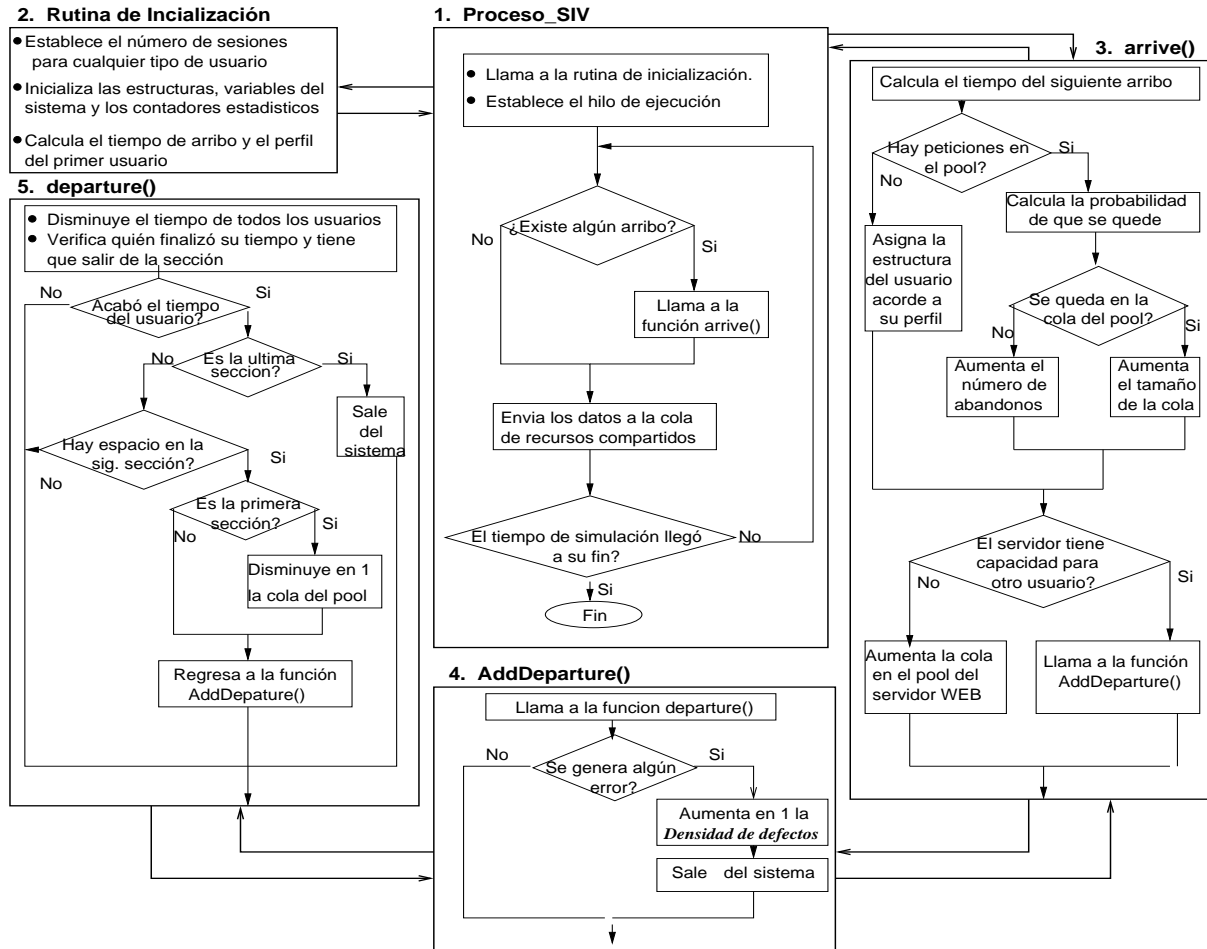 2. Rutina de Incialización
● Establece el número de sesiones
para cualquier tipo de usuario
● Inicializa las estructuras, variables del
sistema y los contadores estadisticos
● Calcula el tiempo de arribo y el perfil
del primer usuario
1. Proceso_SIV
● Llama a la rutina de inicialización.
● Establece el hilo de ejecución
¿Existe algún arribo?
No
Si
Llama a la
función arrive()
Envia los datos a la cola
de recursos compartidos
El tiempo de simulación llegó
a su fin?
No
Si
Fin
3. arrive()
Calcula el tiempo del siguiente arribo
Hay peticiones en
el pool?
Si
No
Calcula la probabilidad
de que se quede
Asigna la
estructura
del usuario
acorde a
su perfil
Se queda en la
cola del pool?
No
Si
Aumenta el
número de
abandonos
Aumenta
el tamaño
de la cola
El servidor tiene
capacidad para
otro usuario?
No
Si
Aumenta la cola
en el pool del
servidor WEB
Llama a la función
AddDeparture()
5. departure()
● Disminuye el tiempo de todos los usuarios
● Verifica quién finalizó su tiempo y tiene
que salir de la sección
No
Si
Acabó el tiempo
del usuario?
No
Es la ultima
seccion?
Si
Sale
del
sistema
Hay espacio en la
sig. sección?
Si
No
Es la primera
sección?
Si
No
Disminuye en 1
la cola del pool
Regresa a la función
AddDepature()
4. AddDeparture()
Llama a la funcion departure()
No
Si
Se genera algún
error?
Aumenta en 1 la
Densidad de defectos
Sale del sistema